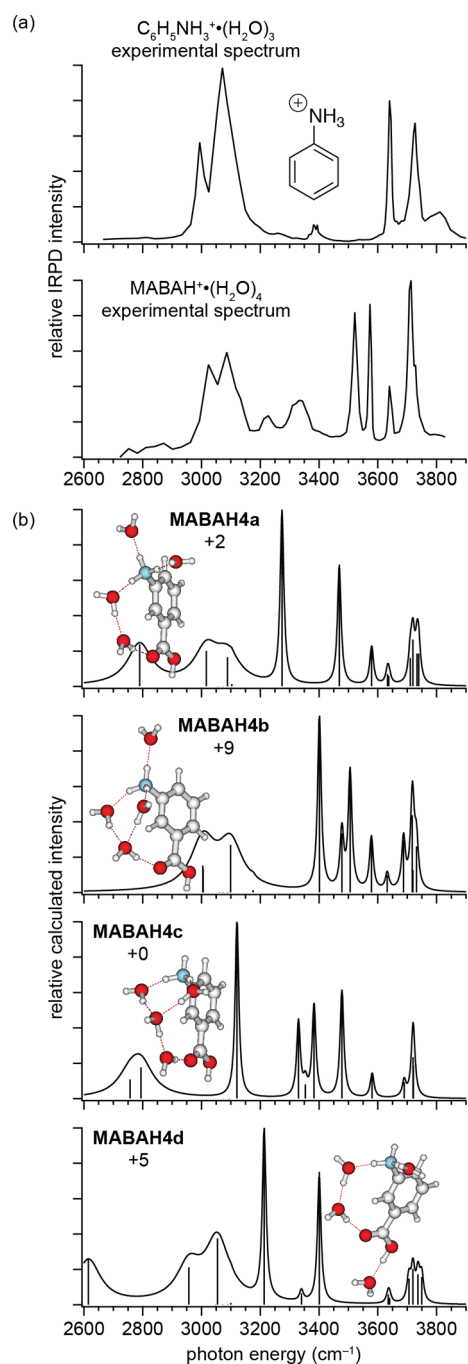 (a)
C₆H₅NH₃⁺•(H₂O)₃
experimental spectrum
+
NH₃
MABAH⁺•(H₂O)₄
experimental spectrum
relative IRPD intensity
2600 2800 3000 3200 3400 3600 3800
(b)
MABAH4a
+2
MABAH4b
+9
MABAH4c
+0
MABAH4d
+5
relative calculated intensity
2600 2800 3000 3200 3400 3600 3800
photon energy (cm⁻¹)